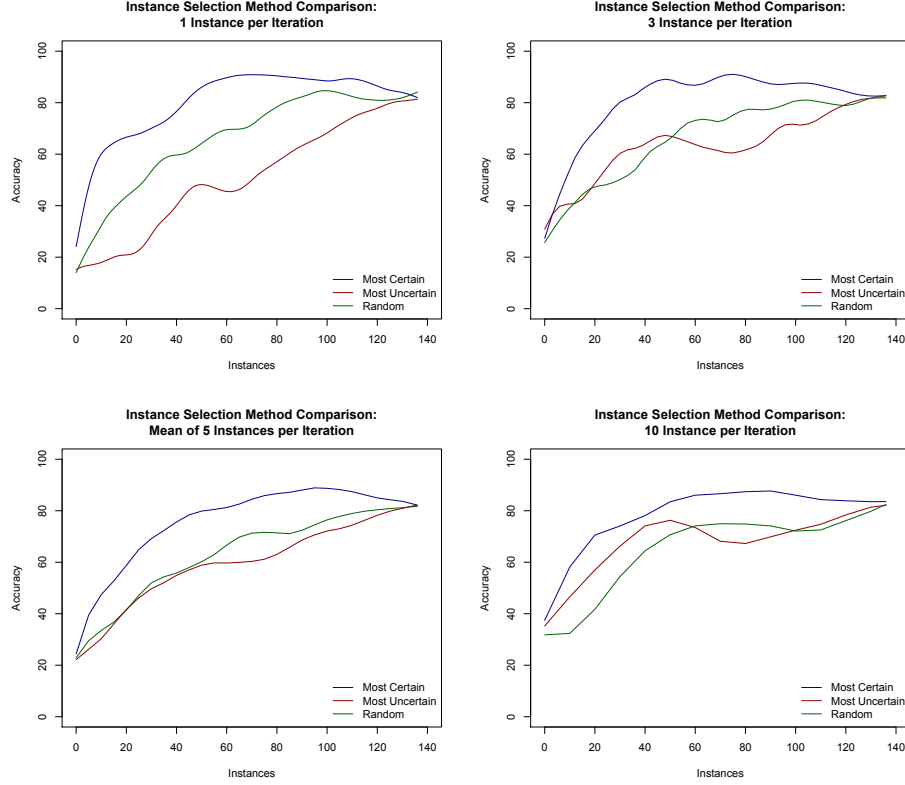 Instance Selection Method Comparison:
1 Instance per Iteration
Accuracy
0
20
40
60
80
100
Most Certain
Most Uncertain
Random
0 20 40 60 80 100 120 140
Instances
Instance Selection Method Comparison:
3 Instance per Iteration
Accuracy
0
20
40
60
80
100
Most Certain
Most Uncertain
Random
0 20 40 60 80 100 120 140
Instances
Instance Selection Method Comparison:
Mean of 5 Instances per Iteration
Accuracy
0
20
40
60
80
100
Most Certain
Most Uncertain
Random
0 20 40 60 80 100 120 140
Instances
Instance Selection Method Comparison:
10 Instance per Iteration
Accuracy
0
20
40
60
80
100
Most Certain
Most Uncertain
Random
0 20 40 60 80 100 120 140
Instances